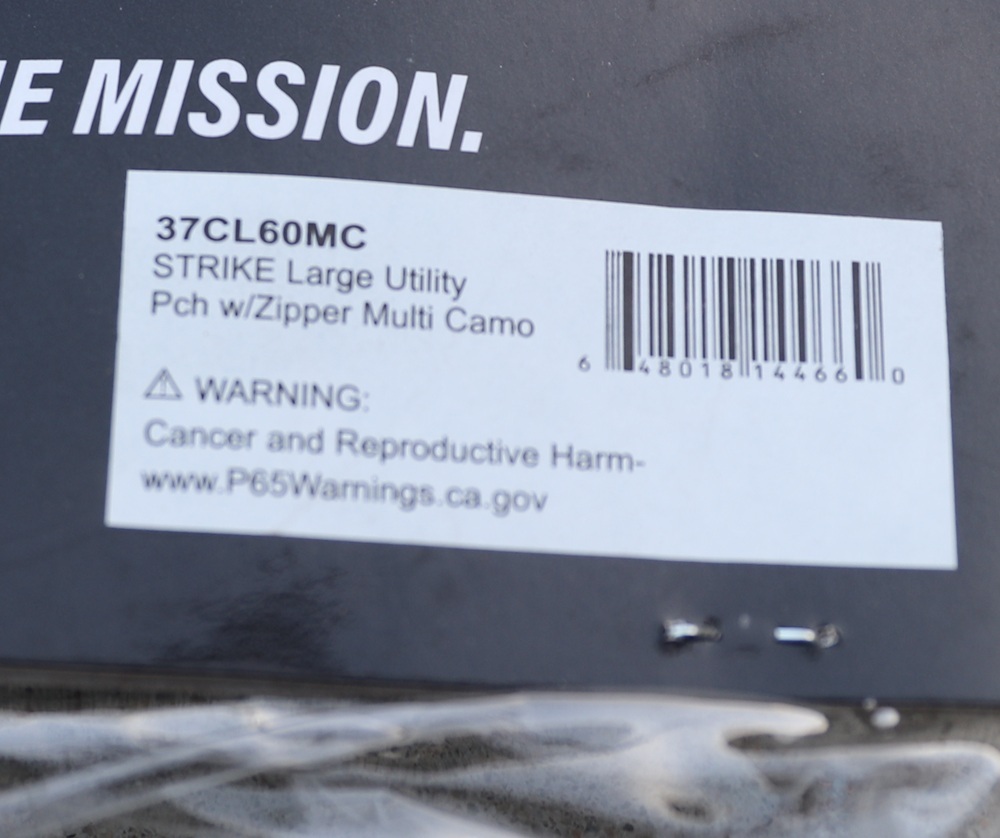 E MISSION.
37CL60MC
STRIKE Large Utility
Pch w/Zipper Multi Camo
6 48018 14466 0
⚠ WARNING:
Cancer and Reproductive Harm-
www.P65Warnings.ca.gov